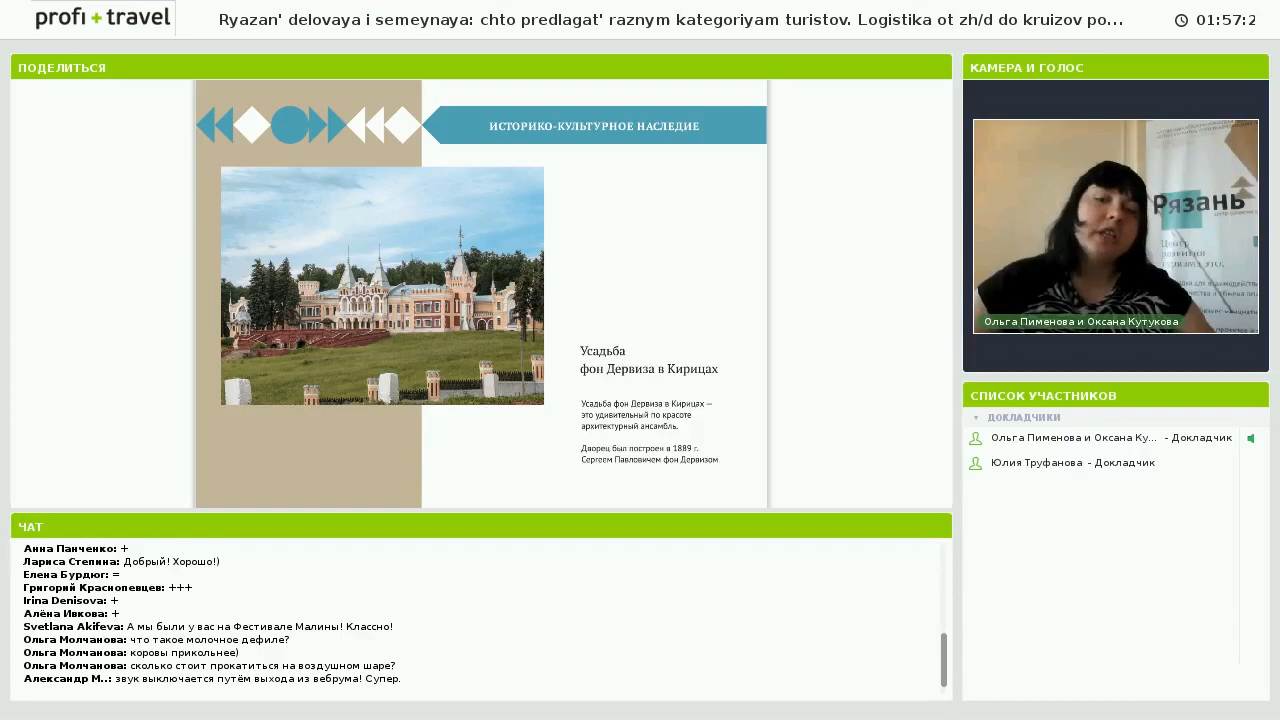 profi + travel
Ryazan' delovaya i semeynaya: chto predlagat' raznym kategoriyam turistov. Logistika ot zh/d do kruizov po...
01:57:2
ПОДЕЛИТЬСЯ
ИСТОРИКО-КУЛЬТУРНОЕ НАСЛЕДИЕ
Усадьба
фон Дервиза в Кирицах
Усадьба фон Дервиза в Кирицах —
это удивительный по красоте
архитектурный ансамбль.
Дворец был построен в 1889 г.
Сергеем Павловичем фон Дервизом
КАМЕРА И ГОЛОС
Рязань
Центр
развития
туризма, это,
Ольга Пименова и Оксана Кутукова
СПИСОК УЧАСТНИКОВ
ДОКЛАДЧИКИ
Ольга Пименова и Оксана Ку... - Докладчик
Юлия Труфанова - Докладчик
ЧАТ
Анна Панченко: +
Лариса Степина: Добрый! Хорошо!)
Елена Бурдюг: =
Григорий Краснопевцев: +++
Irina Denisova: +
Алёна Ивкова: +
Svetlana Akifeva: А мы были у вас на Фестивале Малины! Классно!
Ольга Молчанова: что такое молочное дефиле?
Ольга Молчанова: коровы прикольнее)
Ольга Молчанова: сколько стоит прокатиться на воздушном шаре?
Александр М..: звук выключается путём выхода из вебрума! Супер.